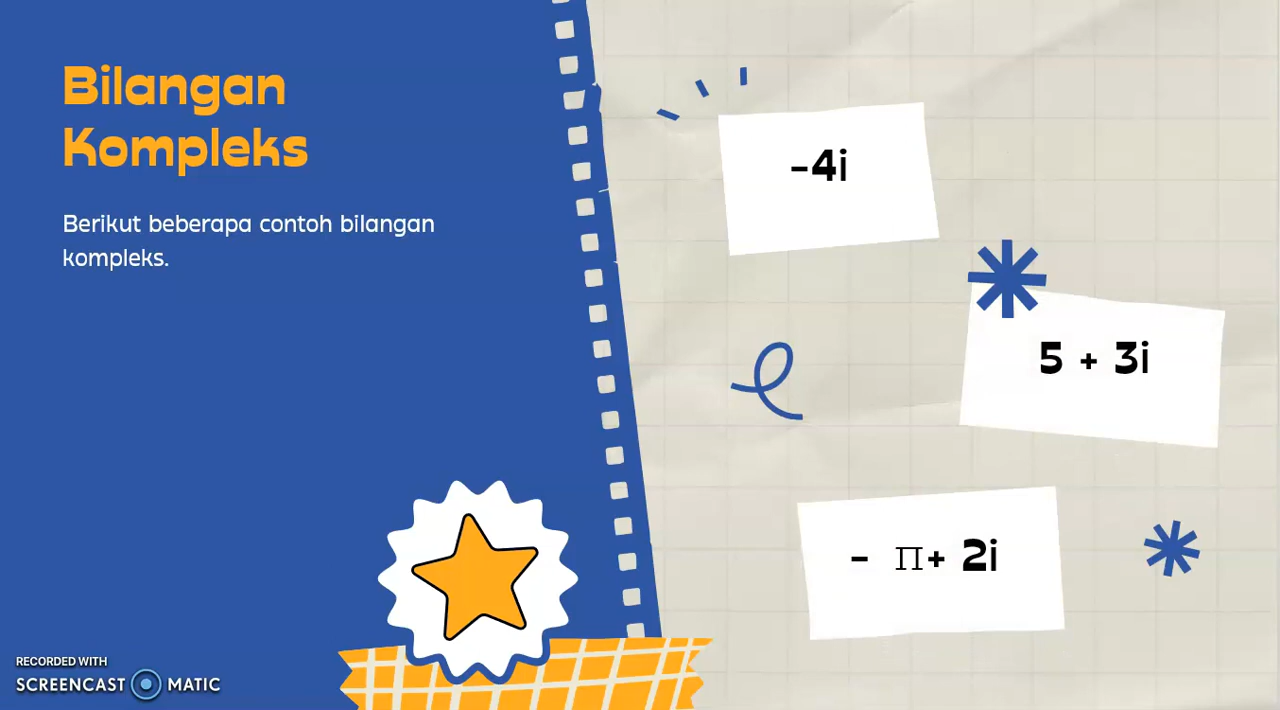 Bilangan
Kompleks
Berikut beberapa contoh bilangan
kompleks.
-4i
5 + 3i
- π+ 2i
RECORDED WITH
SCREENCAST MATIC